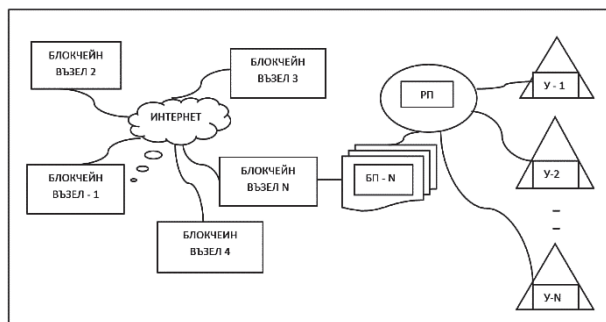 БЛОКЧЕЙН
ВЪЗЕЛ 2
БЛОКЧЕЙН
ВЪЗЕЛ 3
ИНТЕРНЕТ
БЛОКЧЕЙН
ВЪЗЕЛ - 1
БЛОКЧЕЙН
ВЪЗЕЛ N
БЛОКЧЕИН
ВЪЗЕЛ 4
БП - N
РП
У - 1
У-2
У-N